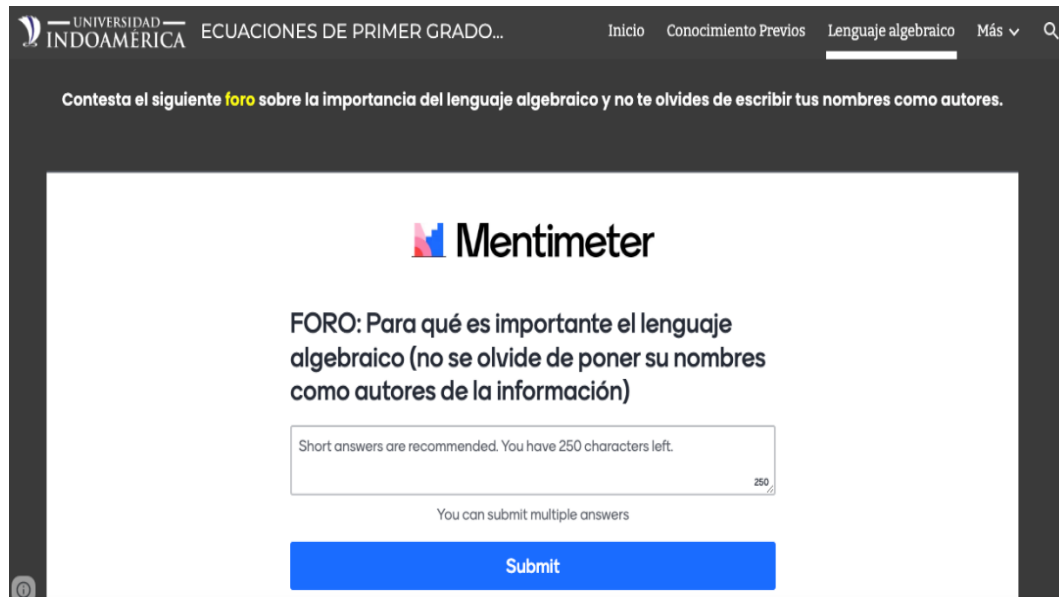 UNIVERSIDAD
INDOAMÉRICA
ECUACIONES DE PRIMER GRADO...
Inicio
Conocimiento Previos
Lenguaje algebraico
Más
Contesta el siguiente foro sobre la importancia del lenguaje algebraico y no te olvides de escribir tus nombres como autores.
Mentimeter
FORO: Para qué es importante el lenguaje
algebraico (no se olvide de poner su nombres
como autores de la información)
Short answers are recommended. You have 250 characters left.
250
You can submit multiple answers
Submit